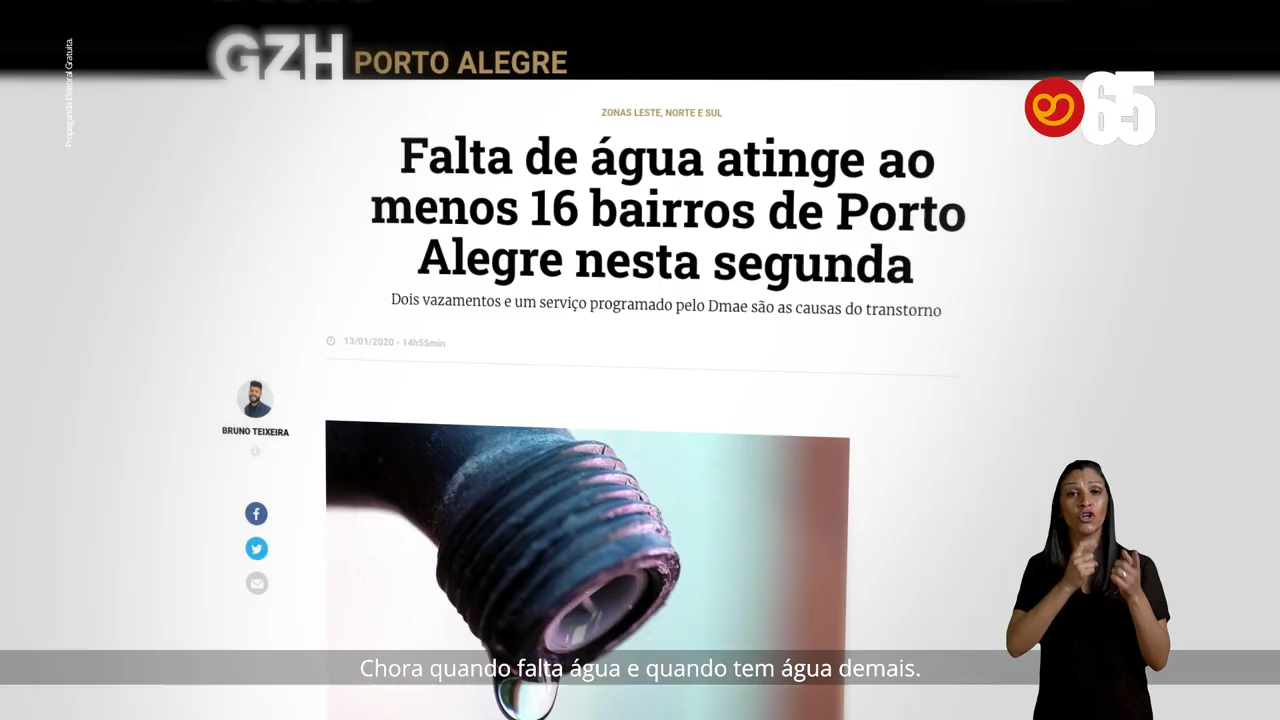 Propaganda Eleitoral Gratuita.
GZH PORTO ALEGRE
65
ZONAS LESTE, NORTE E SUL
Falta de água atinge ao
menos 16 bairros de Porto
Alegre nesta segunda
Dois vazamentos e um serviço programado pelo Dmae são as causas do transtorno
13/01/2020 - 14h55min
BRUNO TEIXEIRA
Chora quando falta água e quando tem água demais.